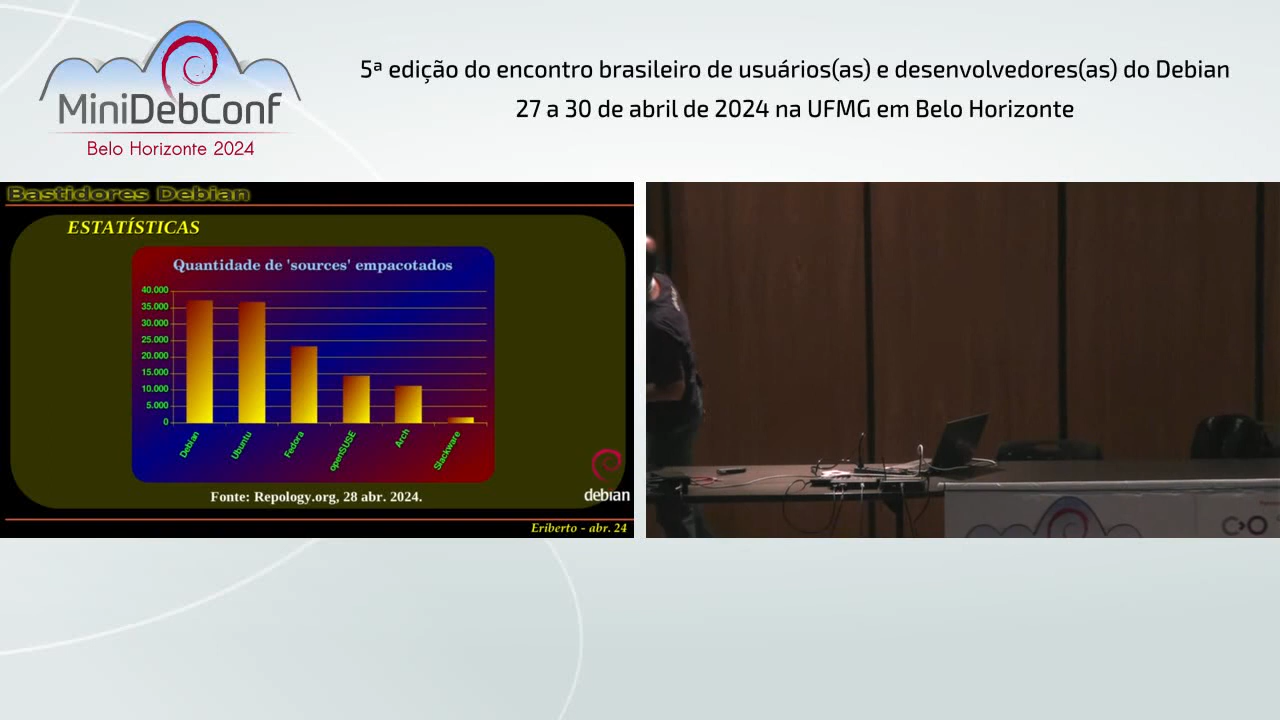 MiniDebConf
Belo Horizonte 2024
5ª edição do encontro brasileiro de usuários(as) e desenvolvedores(as) do Debian
27 a 30 de abril de 2024 na UFMG em Belo Horizonte
Bastidores Debian
ESTATÍSTICAS
Quantidade de 'sources' empacotados
40.000
35.000
30.000
25.000
20.000
15.000
10.000
5.000
0
Debian
Ubuntu
Fedora
openSUSE
Arch
Slackware
Fonte: Repology.org, 28 abr. 2024.
debian
Eriberto - abr. 24